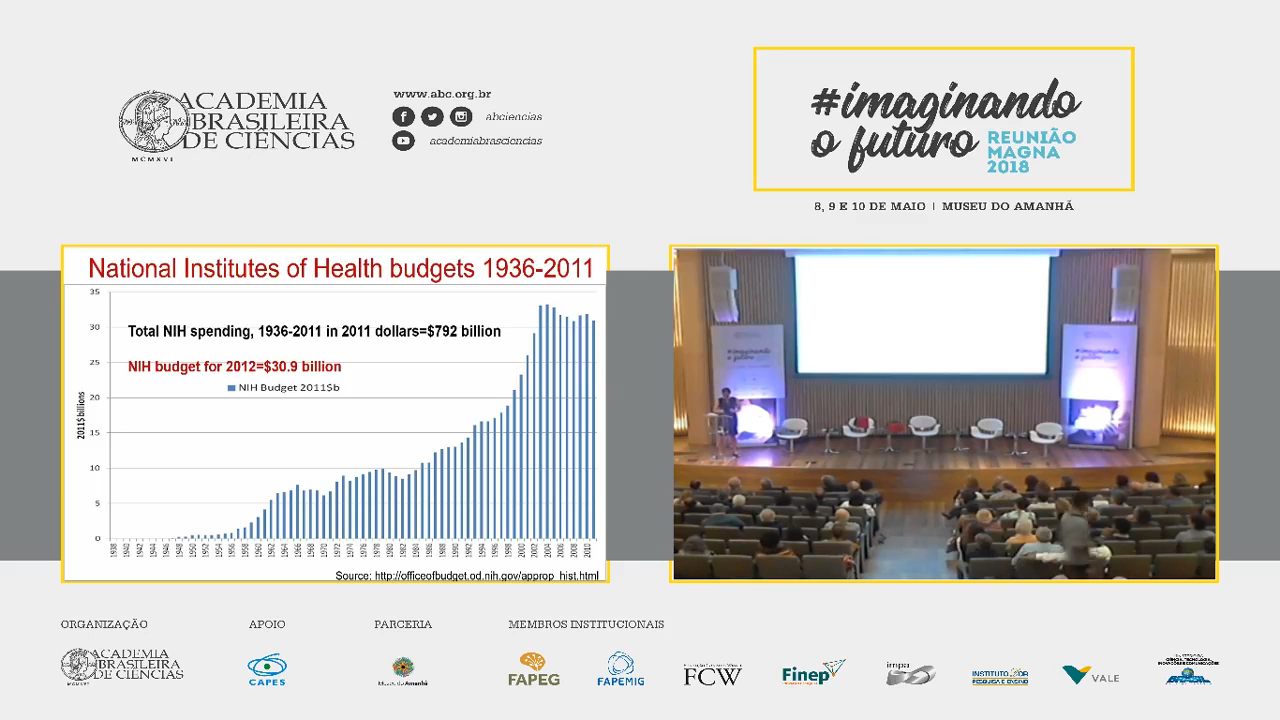 ACADEMIA
BRASILEIRA
DE CIÊNCIAS
MCMXVI
www.abc.org.br
abciencias
academiabrasciencias
#imaginando
o futuro
REUNIÃO
MAGNA
2018
8, 9 E 10 DE MAIO | MUSEU DO AMANHÃ
National Institutes of Health budgets 1936-2011
Total NIH spending, 1936-2011 in 2011 dollars=$792 billion
NIH budget for 2012=$30.9 billion
NIH Budget 2011$b
2011$ billions
35
30
25
20
15
10
5
0
Source: http://officeofbudget.od.nih.gov/approp_hist.html
#imaginando
o futuro
ORGANIZAÇÃO
APOIO
PARCERIA
MEMBROS INSTITUCIONAIS
ACADEMIA
BRASILEIRA
DE CIÊNCIAS
CAPES
FAPEG
FAPEMIG
FCW
Finep
impa
VALE